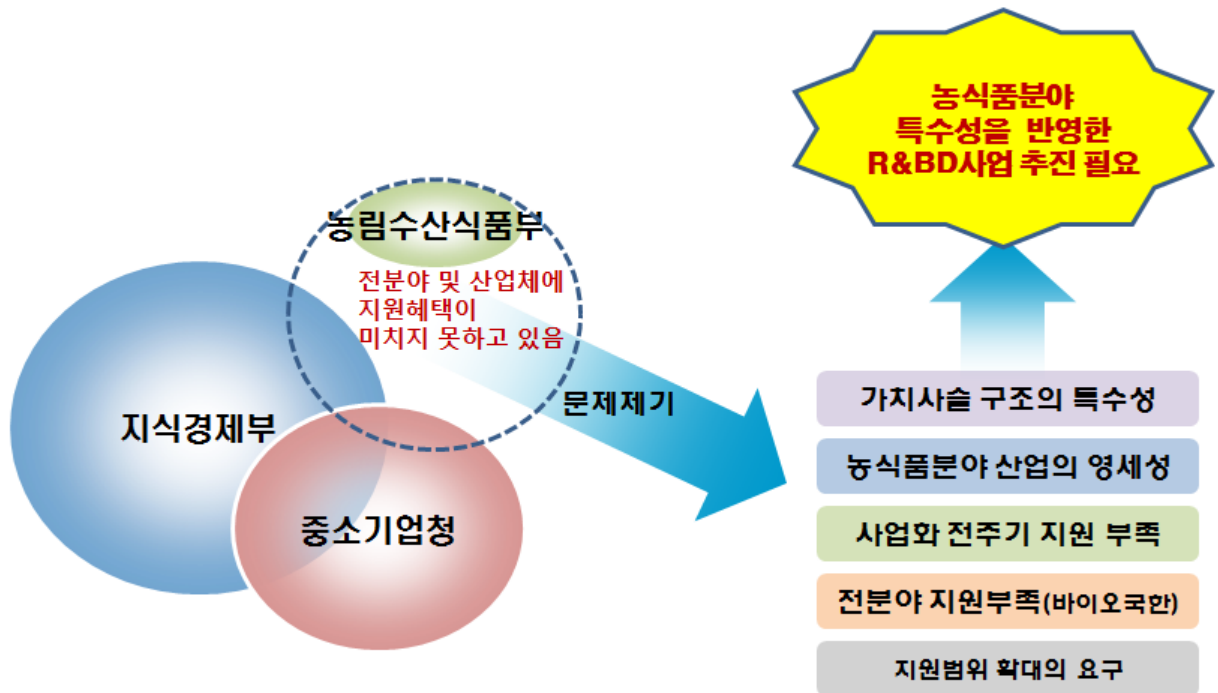 농식품분야
특수성을 반영한
R&BD사업 추진 필요
농림수산식품부
전분야 및 산업체에
지원혜택이
미치지 못하고 있음
지식경제부
중소기업청
문제제기
가치사슬 구조의 특수성
농식품분야 산업의 영세성
사업화 전주기 지원 부족
전분야 지원부족(바이오국한)
지원범위 확대의 요구